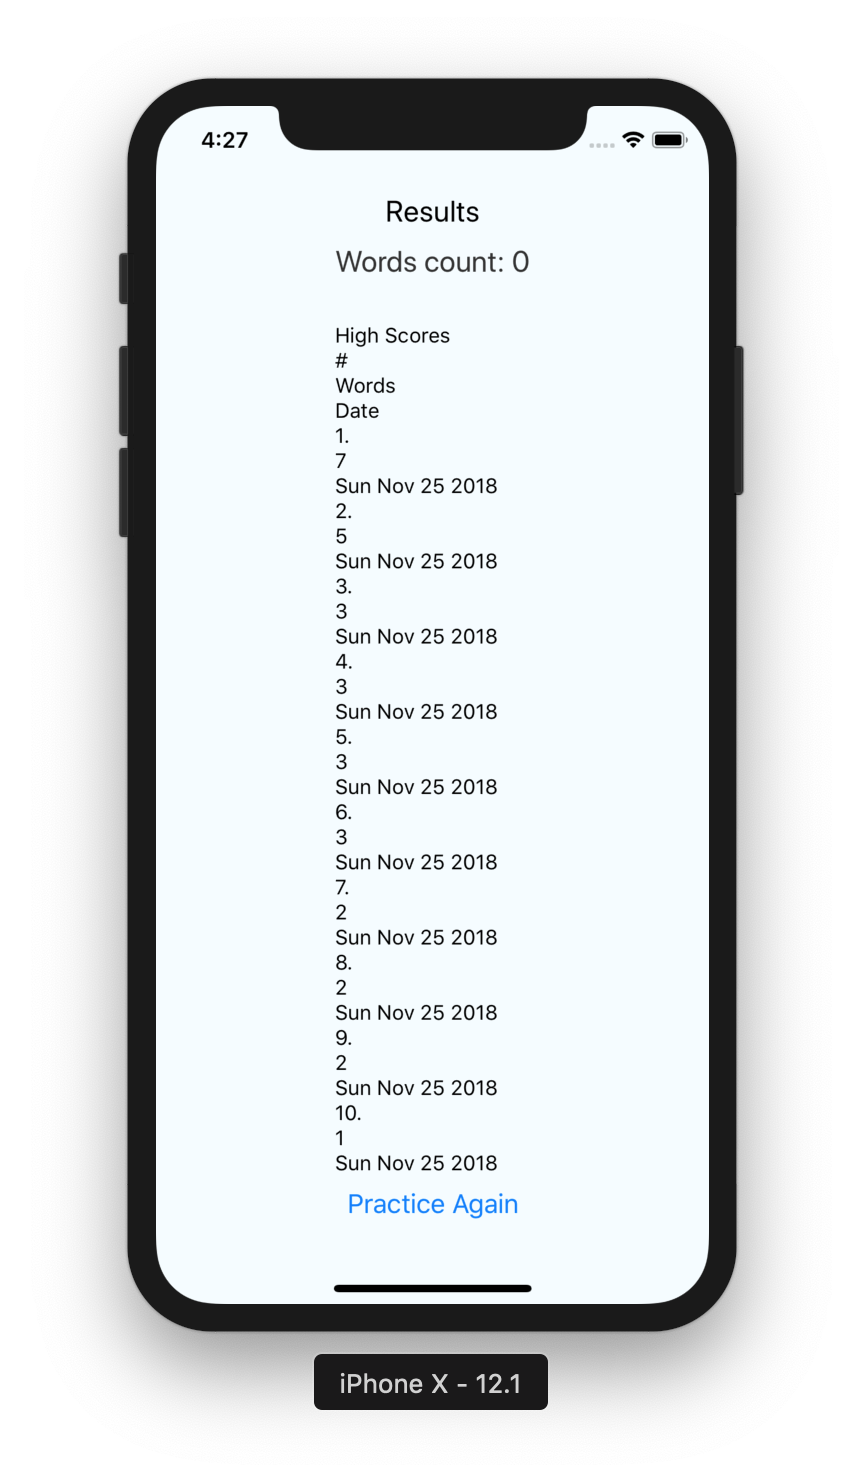 4:27
Results
Words count: 0
High Scores
#
Words
Date
1.
7
Sun Nov 25 2018
2.
5
Sun Nov 25 2018
3.
3
Sun Nov 25 2018
4.
3
Sun Nov 25 2018
5.
3
Sun Nov 25 2018
6.
3
Sun Nov 25 2018
7.
2
Sun Nov 25 2018
8.
2
Sun Nov 25 2018
9.
2
Sun Nov 25 2018
10.
1
Sun Nov 25 2018
Practice Again
iPhone X - 12.1